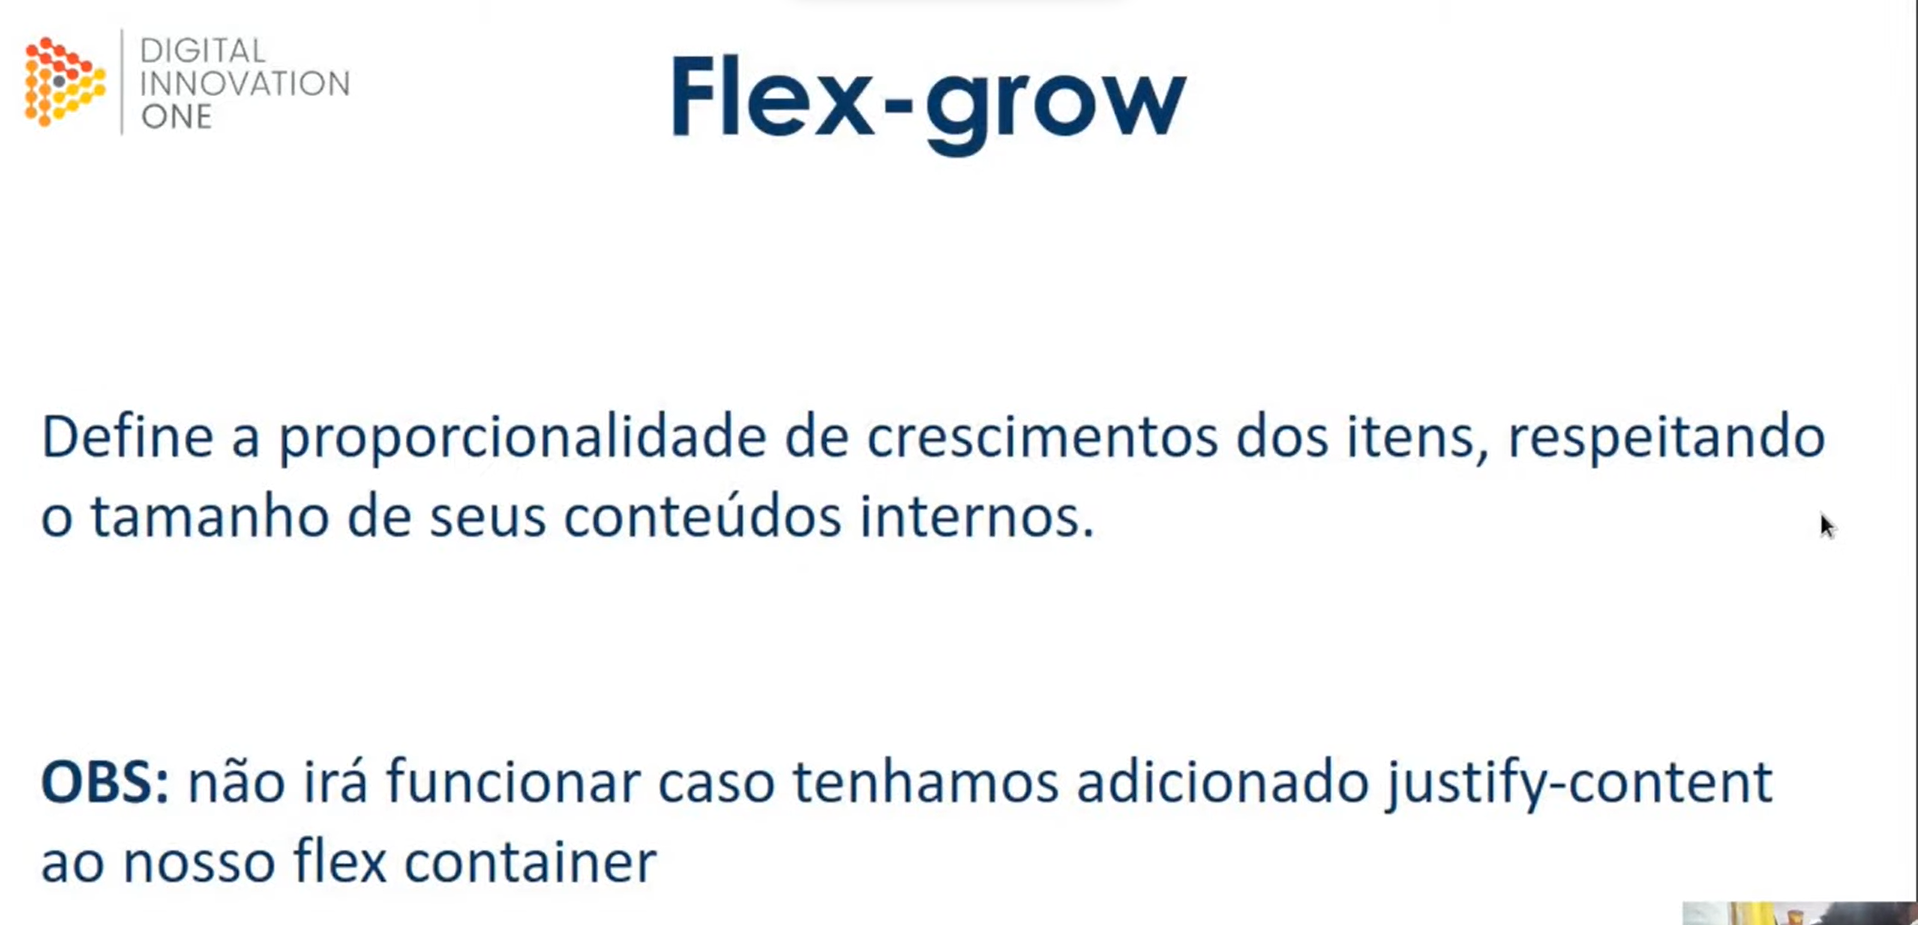 DIGITAL
INNOVATION
ONE
Flex-grow
Define a proporcionalidade de crescimentos dos itens, respeitando
o tamanho de seus conteúdos internos.
OBS: não irá funcionar caso tenhamos adicionado justify-content
ao nosso flex container